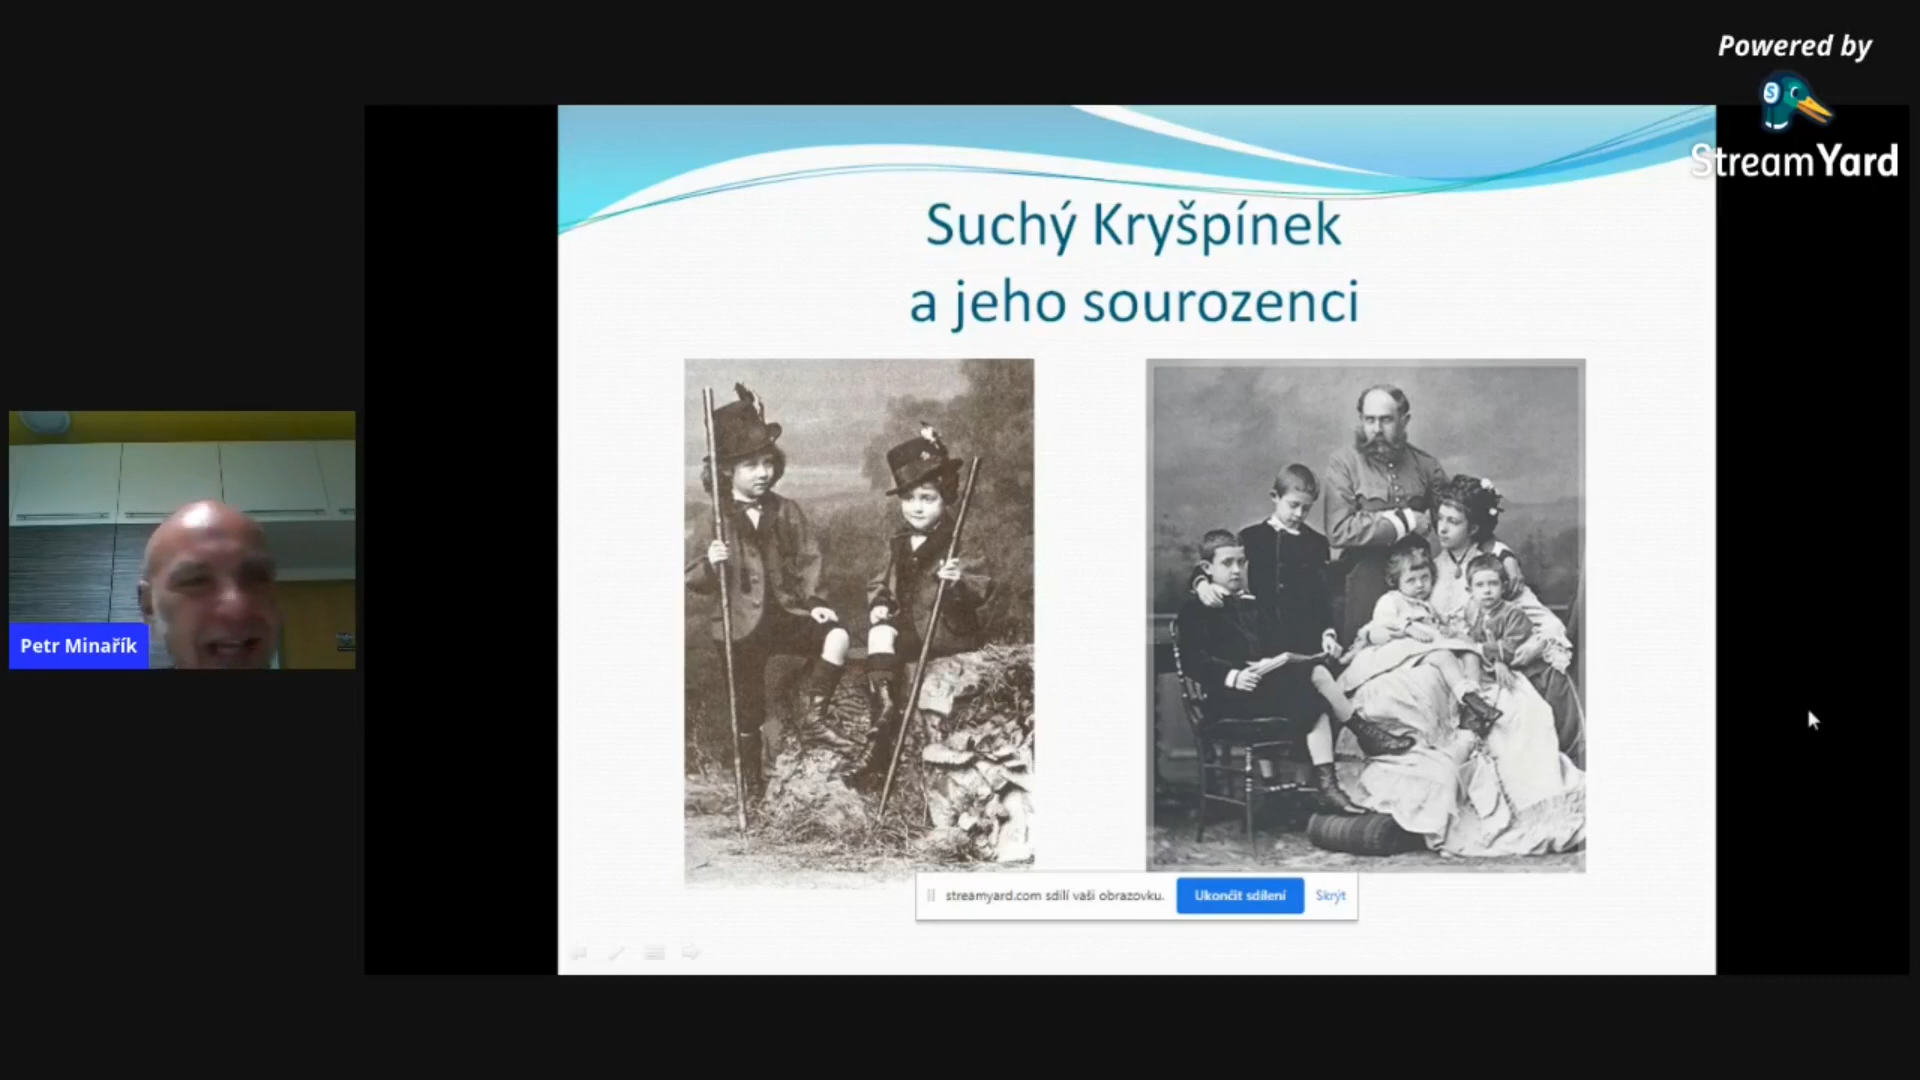 Powered by
StreamYard
Suchý Kryšpínek
a jeho sourozenci
Petr Minařík
streamyard.com sdílí vaši obrazovku.
Ukončit sdílení
Skrýt